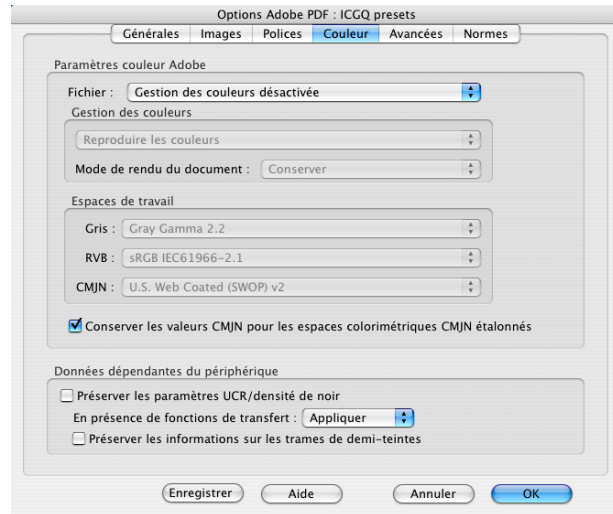 Options Adobe PDF : ICGQ presets
Générales Images Polices Couleur Avancées Normes
Paramètres couleur Adobe
Fichier : Gestion des couleurs désactivée
Gestion des couleurs
Reproduire les couleurs
Mode de rendu du document : Conserver
Espaces de travail
Gris : Gray Gamma 2.2
RVB : sRGB IEC61966-2.1
CMJN : U.S. Web Coated (SWOP) v2
Conserver les valeurs CMJN pour les espaces colorimétriques CMJN étalonnés
Données dépendantes du périphérique
Préserver les paramètres UCR/densité de noir
En présence de fonctions de transfert : Appliquer
Préserver les informations sur les trames de demi-teintes
Enregistrer Aide Annuler OK